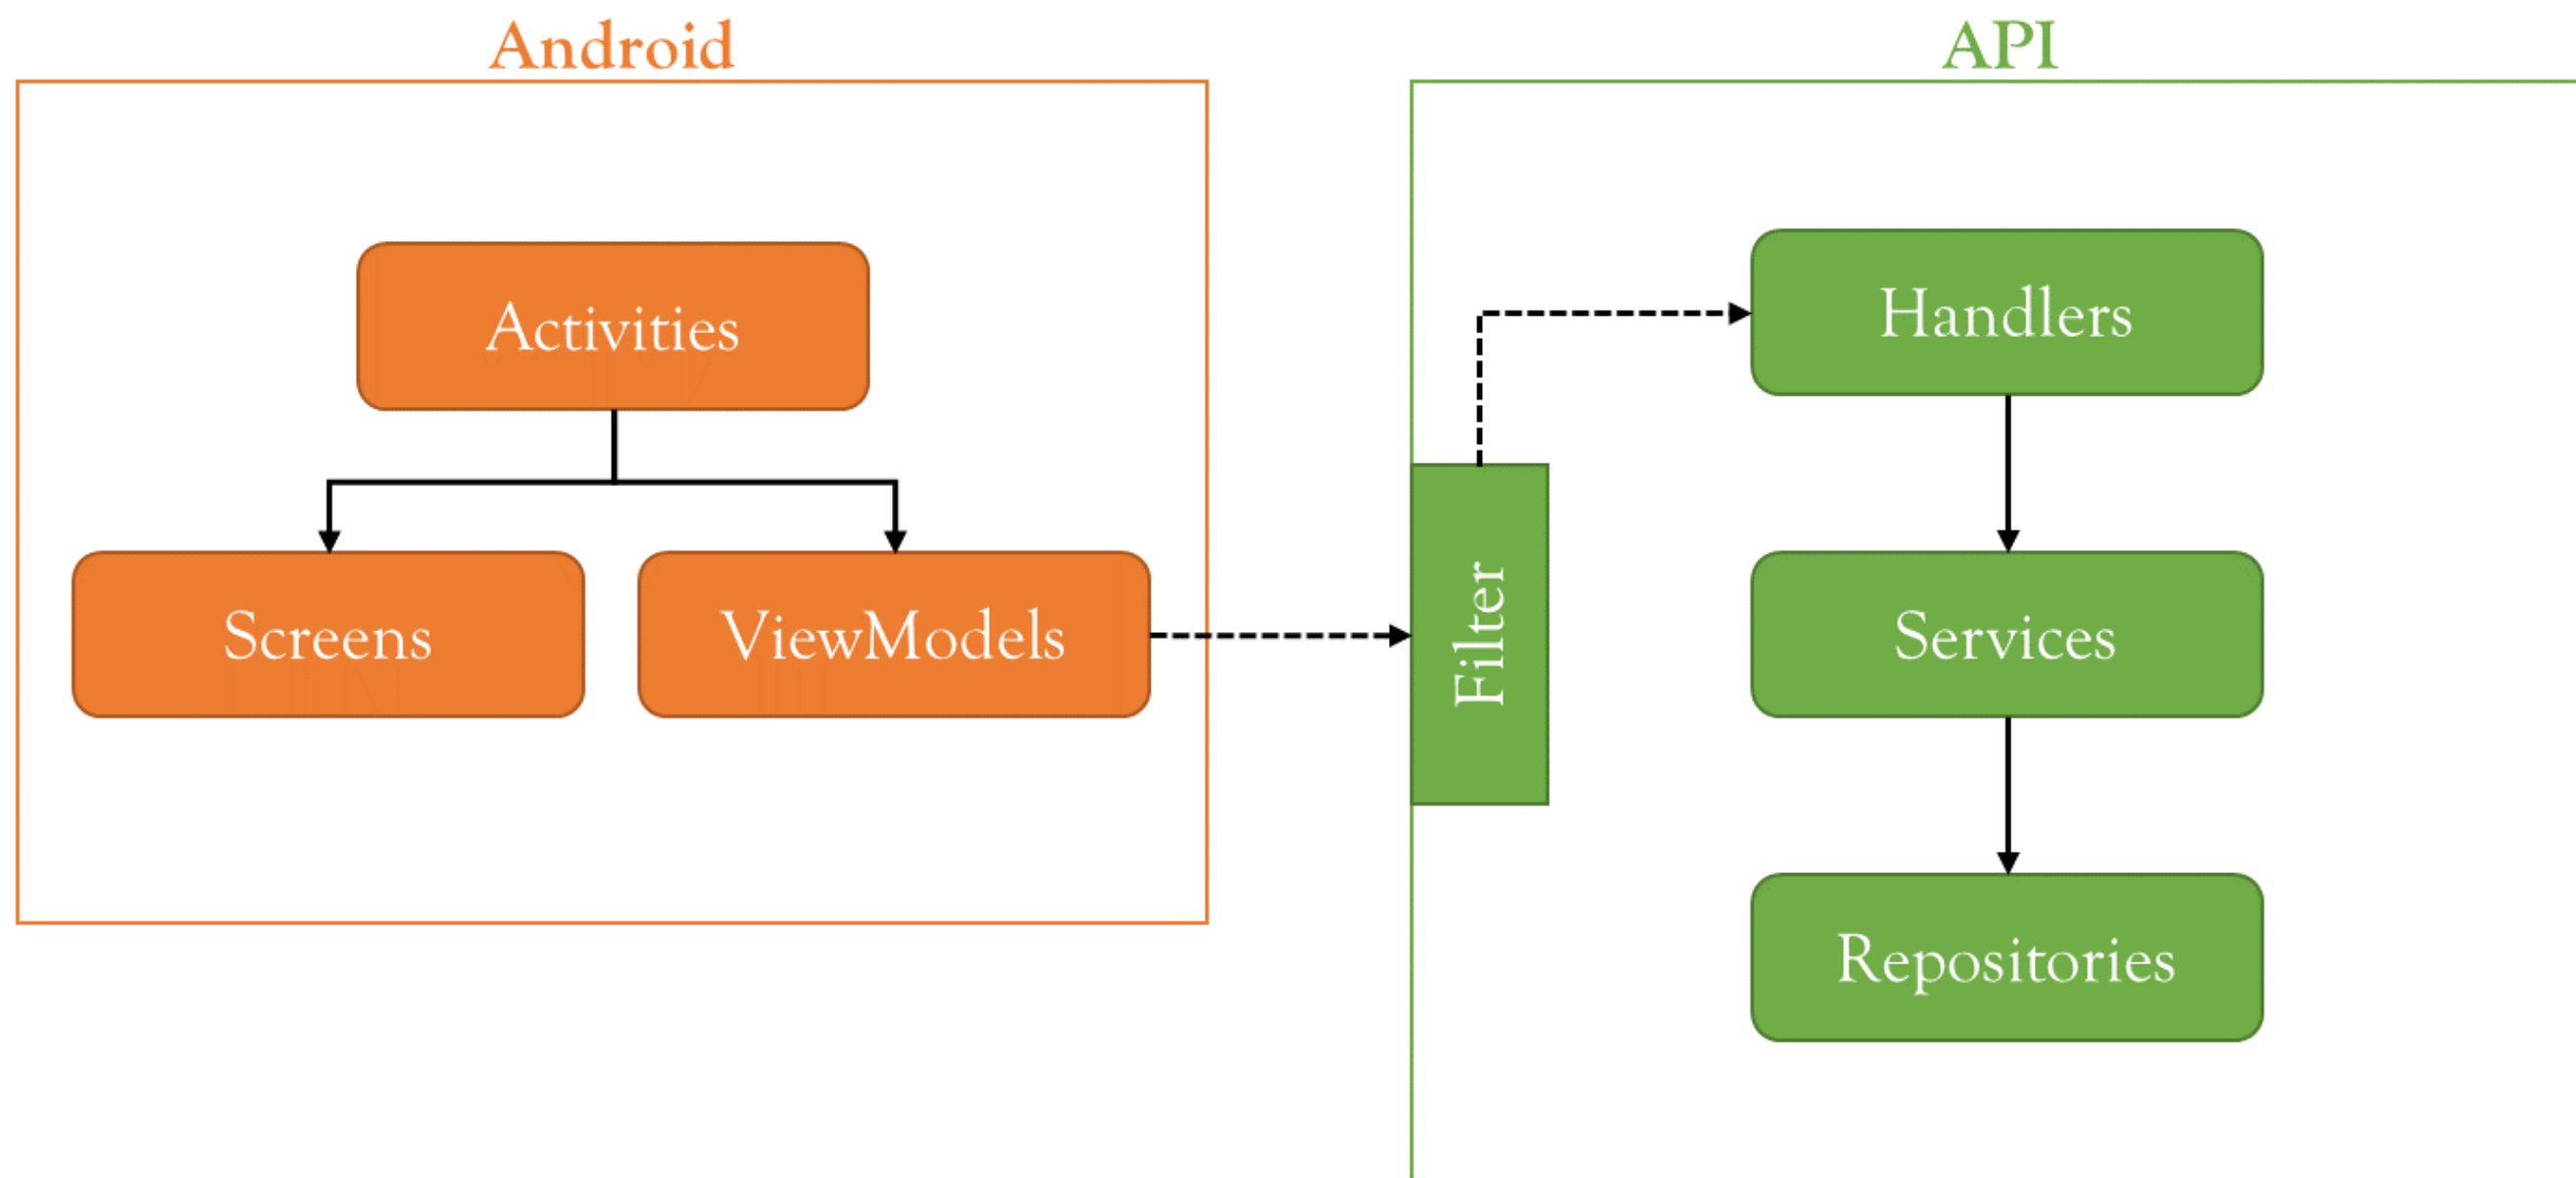 Android
Activities
Screens
ViewModels
API
Filter
Handlers
Services
Repositories